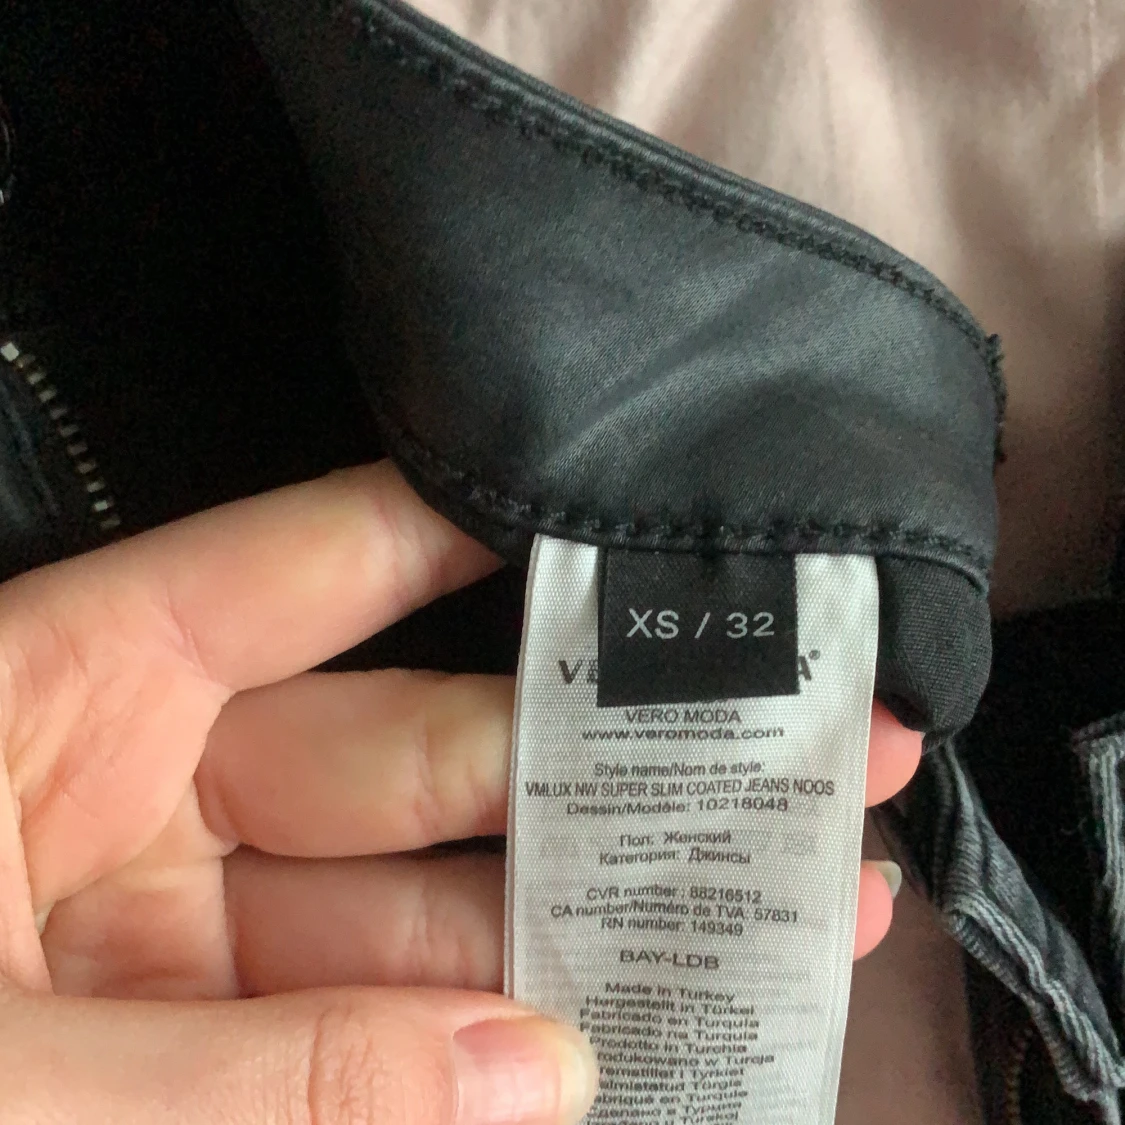 XS / 32
VERO MODA
www.veromoda.com
Style name/Nom de style:
VMLUX NW SUPER SLIM COATED JEANS NOOS
Dessin/Modèle: 10218048
Пол: Женский
Категория: Джинсы
CVR number : 88216512
CA number/Numéro de TVA: 57831
RN number: 149349
BAY-LDB
Made in Turkey
Hergestellt in Türkei
Fabricado en Turquía
Fabricado na Turquia
Prodotto in Turchia